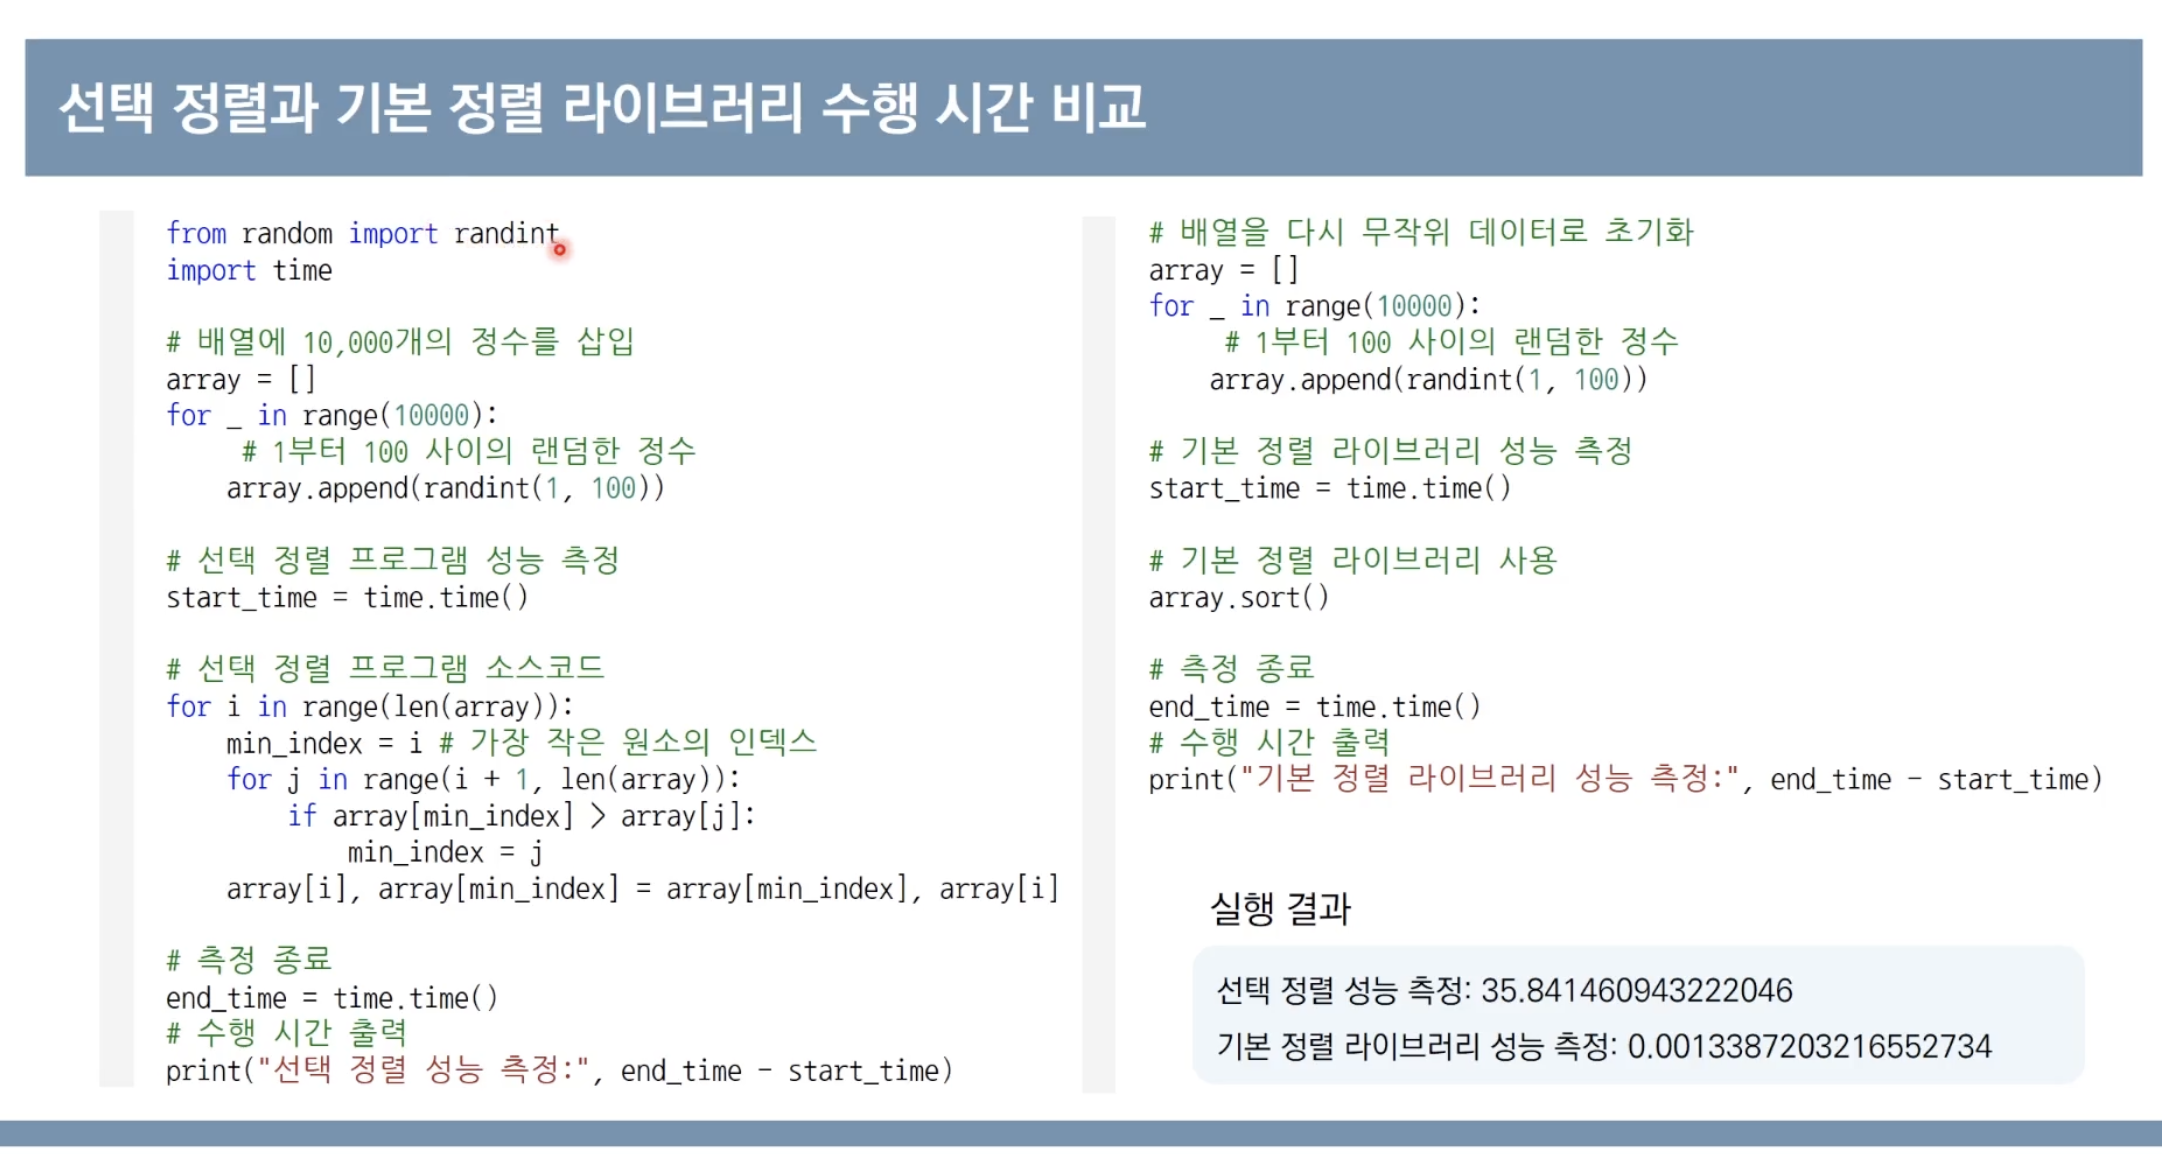 선택 정렬과 기본 정렬 라이브러리 수행 시간 비교
from random import randint
import time
# 배열에 10,000개의 정수를 삽입
array = []
for _ in range(10000):
     # 1부터 100 사이의 랜덤한 정수
    array.append(randint(1, 100))
# 선택 정렬 프로그램 성능 측정
start_time = time.time()
# 선택 정렬 프로그램 소스코드
for i in range(len(array)):
    min_index = i # 가장 작은 원소의 인덱스
    for j in range(i + 1, len(array)):
        if array[min_index] > array[j]:
            min_index = j
    array[i], array[min_index] = array[min_index], array[i]
# 측정 종료
end_time = time.time()
# 수행 시간 출력
print("선택 정렬 성능 측정:", end_time - start_time)
# 배열을 다시 무작위 데이터로 초기화
array = []
for _ in range(10000):
     # 1부터 100 사이의 랜덤한 정수
    array.append(randint(1, 100))
# 기본 정렬 라이브러리 성능 측정
start_time = time.time()
# 기본 정렬 라이브러리 사용
array.sort()
# 측정 종료
end_time = time.time()
# 수행 시간 출력
print("기본 정렬 라이브러리 성능 측정:", end_time - start_time)
실행 결과
선택 정렬 성능 측정: 35.841460943222046
기본 정렬 라이브러리 성능 측정: 0.0013387203216552734